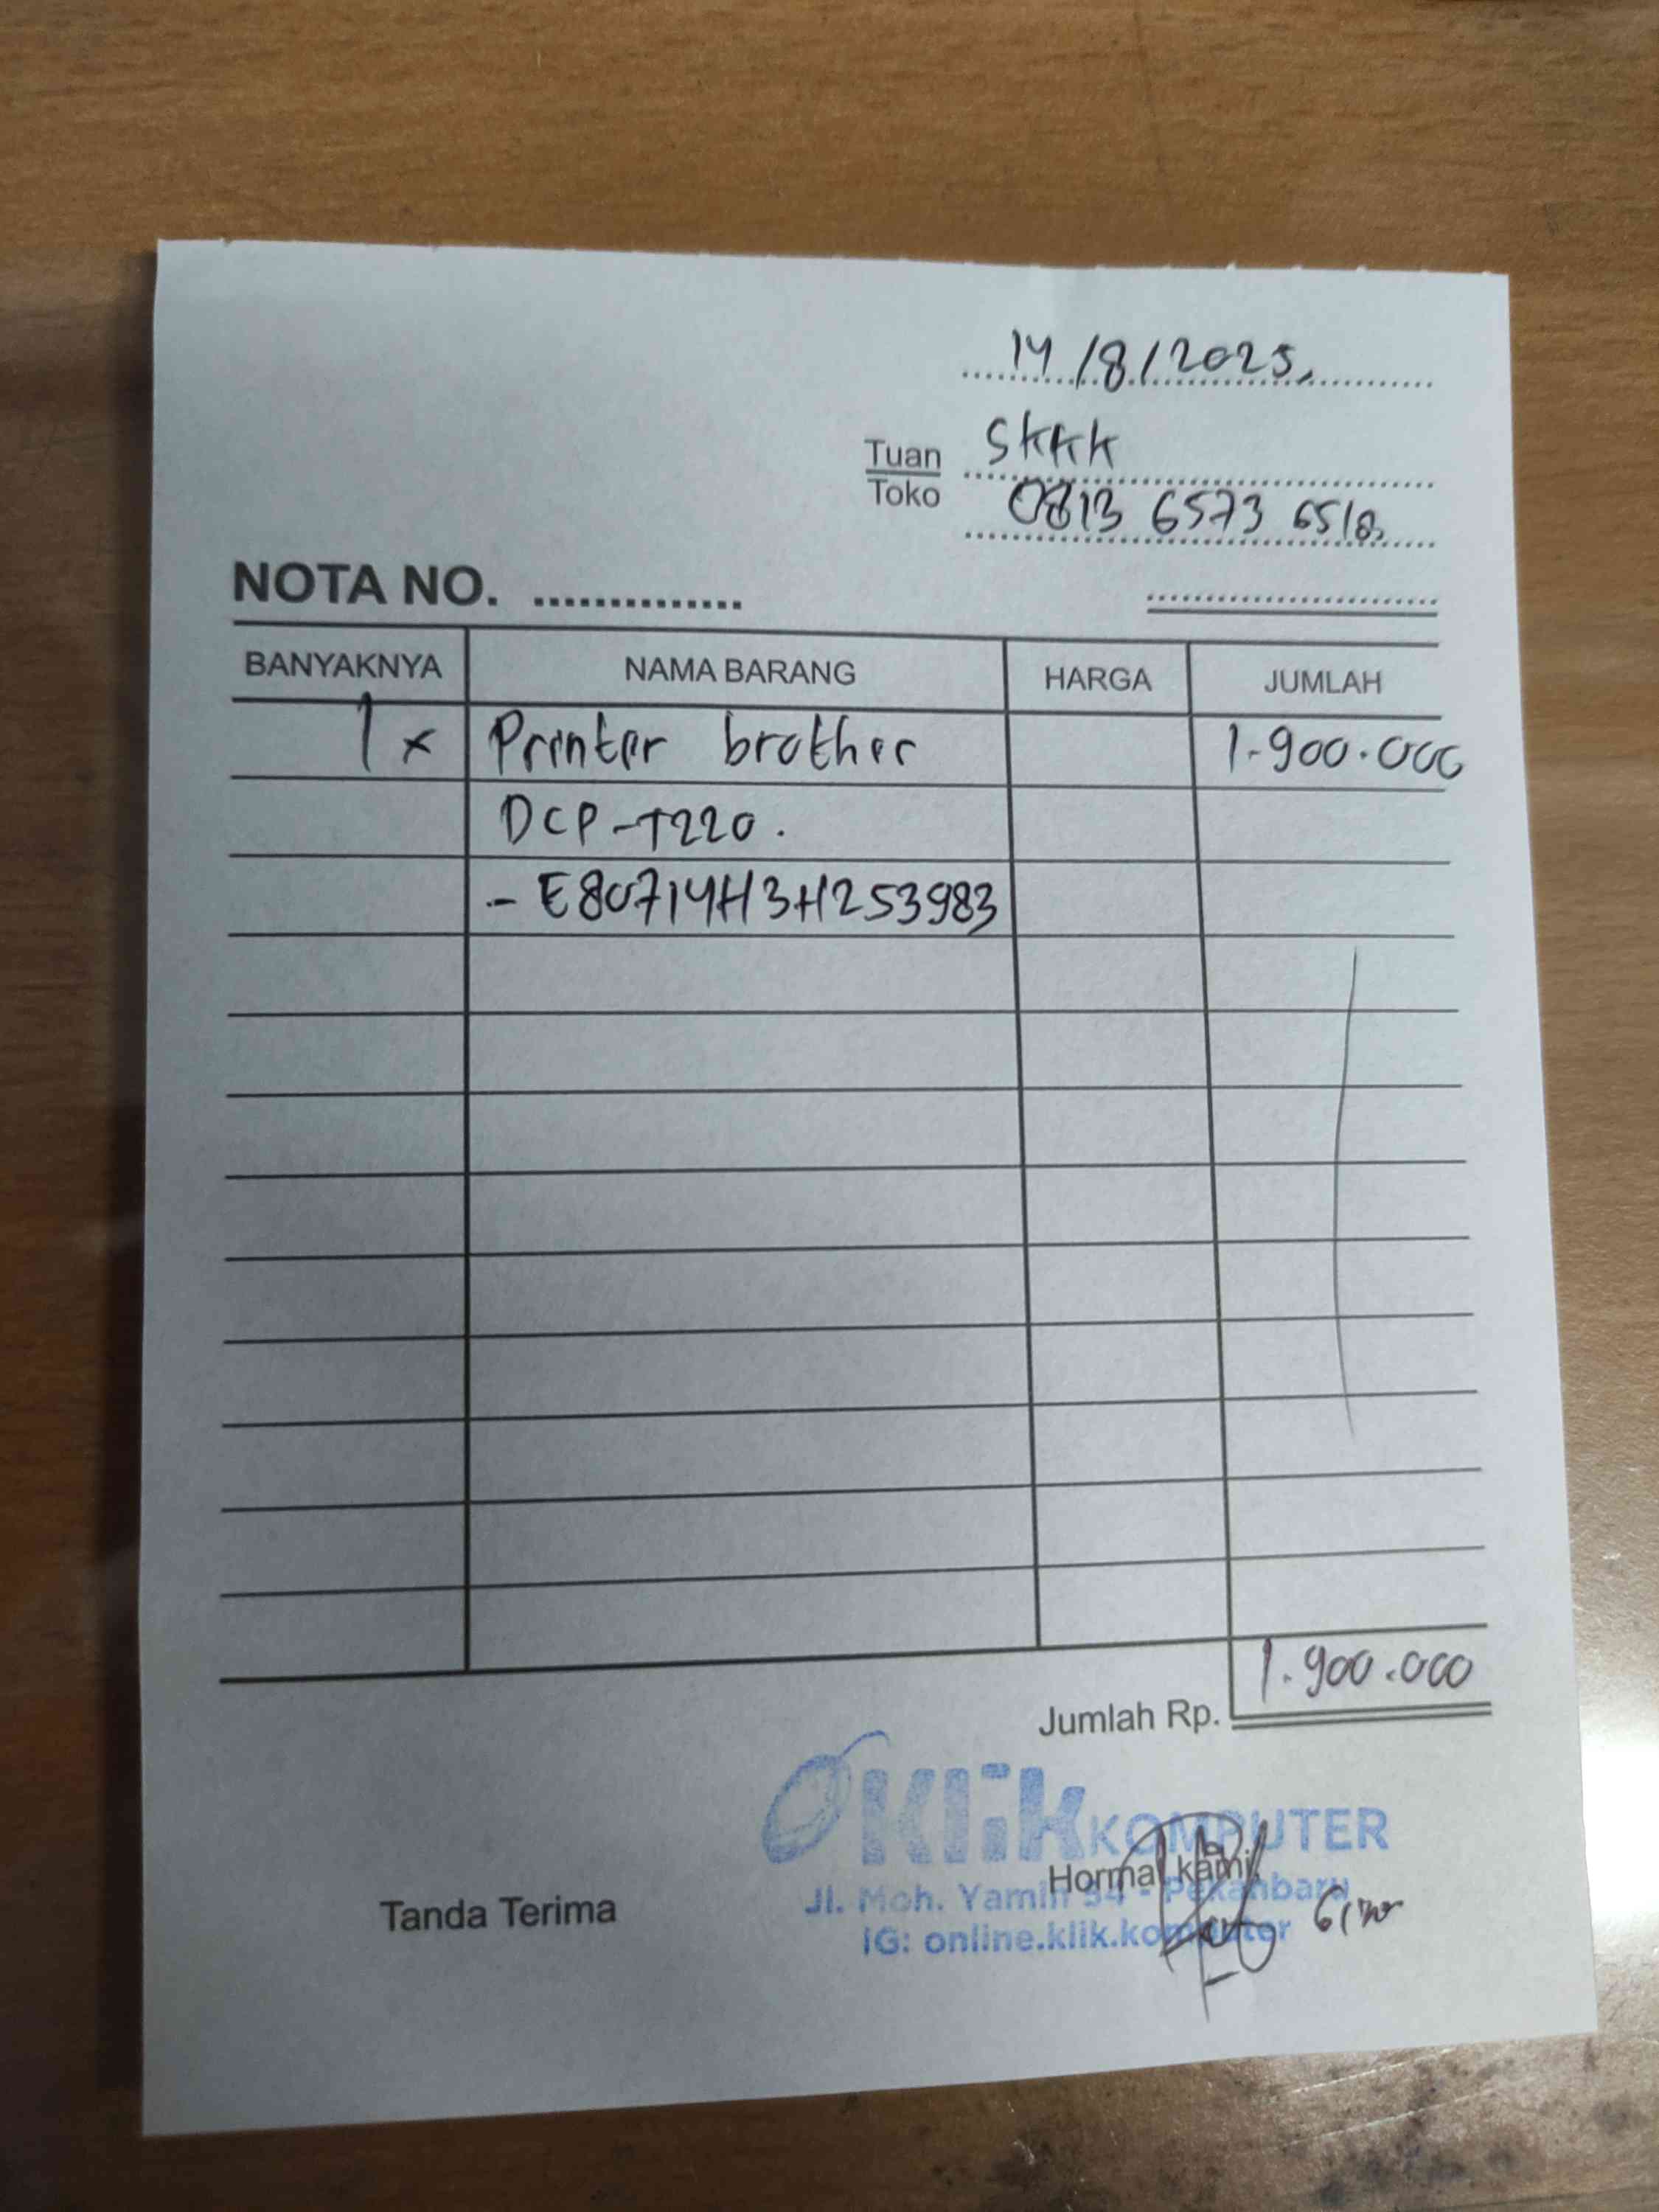 14/8/2025,
Tuan SKKK
Toko 0813 6573 6518,
NOTA NO. ..............
BANYAKNYA NAMA BARANG HARGA JUMLAH
1 x Printer brother 1.900.000
DCP-T220.
- E80714H3H253983
1.900.000
Jumlah Rp.
Klik KOMPUTER
Hormat kami
Jl. Moh. Yamin 54 - Pekanbaru
Tanda Terima
IG: online.klik.komputer